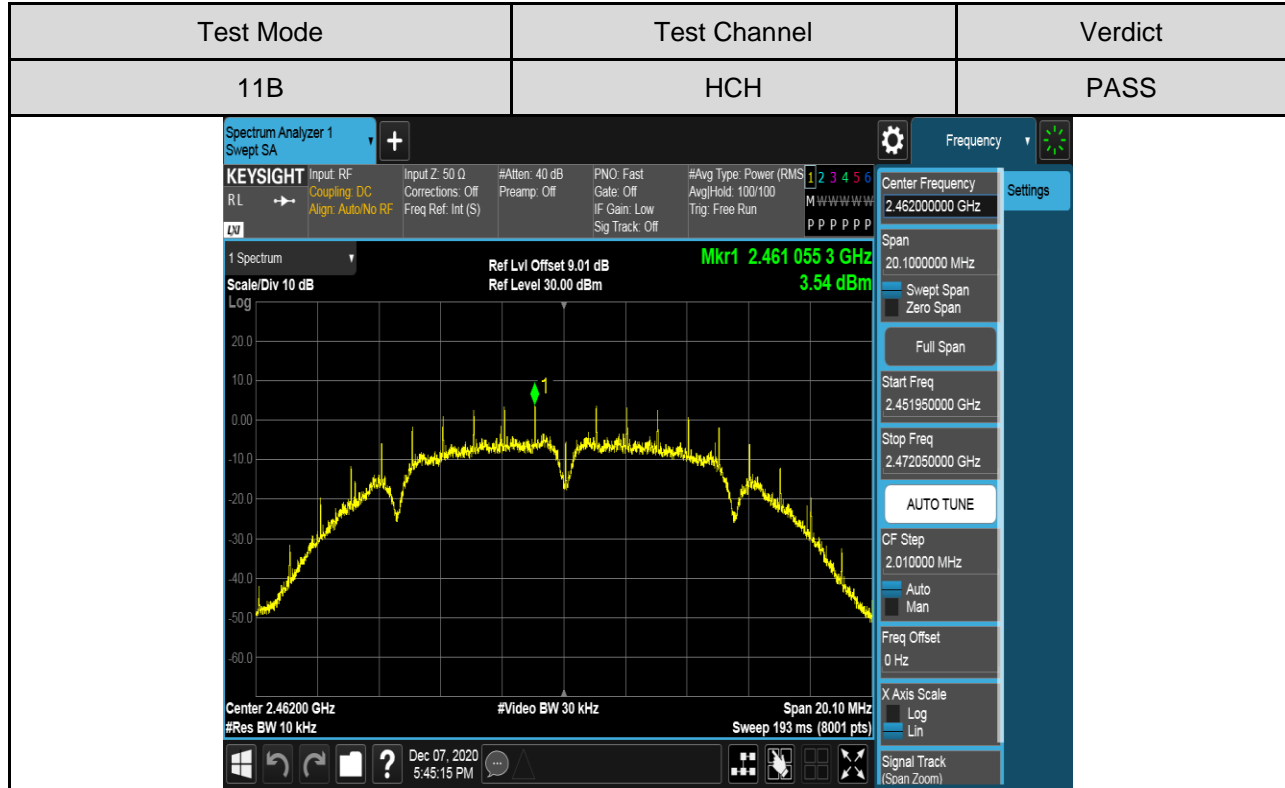 Test Mode Test Channel Verdict
11B HCH PASS
Spectrum Analyzer 1
Swept SA
Frequency
KEYSIGHT Input: RF Input Z: 50 Ω #Atten: 40 dB PNO: Fast #Avg Type: Power (RMS 1 2 3 4 5 6
RL Coupling: DC Corrections: Off Preamp: Off Gate: Off Avg|Hold: 100/100 M W W W W W
Align: Auto/No RF Freq Ref: Int (S) IF Gain: Low Trig: Free Run
LXI Sig Track: Off P P P P P P
1 Spectrum
Scale/Div 10 dB
Ref Lvl Offset 9.01 dB
Ref Level 30.00 dBm
Mkr1 2.461 055 3 GHz
3.54 dBm
Log
20.0
10.0
0.00
-10.0
-20.0
-30.0
-40.0
-50.0
-60.0
1
Center 2.46200 GHz #Video BW 30 kHz Span 20.10 MHz
#Res BW 10 kHz Sweep 193 ms (8001 pts)
? Dec 07, 2020
5:45:15 PM
Center Frequency
2.462000000 GHz
Settings
Span
20.1000000 MHz
Swept Span
Zero Span
Full Span
Start Freq
2.451950000 GHz
Stop Freq
2.472050000 GHz
AUTO TUNE
CF Step
2.010000 MHz
Auto
Man
Freq Offset
0 Hz
X Axis Scale
Log
Lin
Signal Track
(Span Zoom)